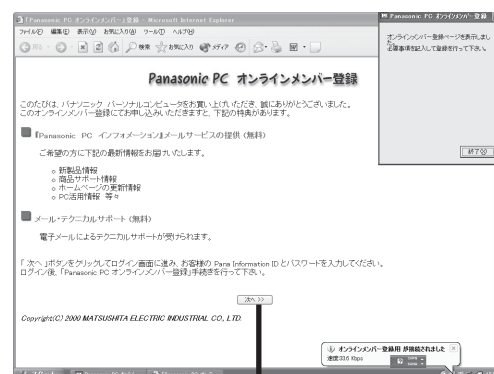 『Panasonic PC オンラインメンバー』登録 - Microsoft Internet Explorer
ファイル(F) 編集(E) 表示(V) お気に入り(A) ツール(T) ヘルプ(H)
戻る 検索 お気に入り メディア
Panasonic PC オンラインメンバー登録
このたびは、パナソニック パーソナルコンピュータをお買い上げいただき、誠にありがとうございました。
このオンラインメンバー登録にてお申し込みいただきますと、下記の特典があります。
『Panasonic PC インフォメーション』メールサービスの提供 (無料)
ご希望の方に下記の最新情報をお届けいたします。
新製品情報
商品サポート情報
ホームページの更新情報
PC活用情報 等々
メール・テクニカルサポート (無料)
電子メールによるテクニカルサポートが受けられます。
「次へ」ボタンをクリックしてログイン画面に進み、お客様の Pana Information ID とパスワードを入力してください。
ログイン後、「Panasonic PC オンラインメンバー登録」手続きを行って下さい。
次へ >>
Copyright(C) 2000 MATSUSHITA ELECTRIC INDUSTRIAL CO., LTD.
Panasonic PC オンラインメンバー登録
オンラインメンバー登録ページを表示しました。
必要事項を記入して登録を行って下さい。
終了(X)
オンラインメンバー登録用 が接続されました
速度:33.6 Kbps